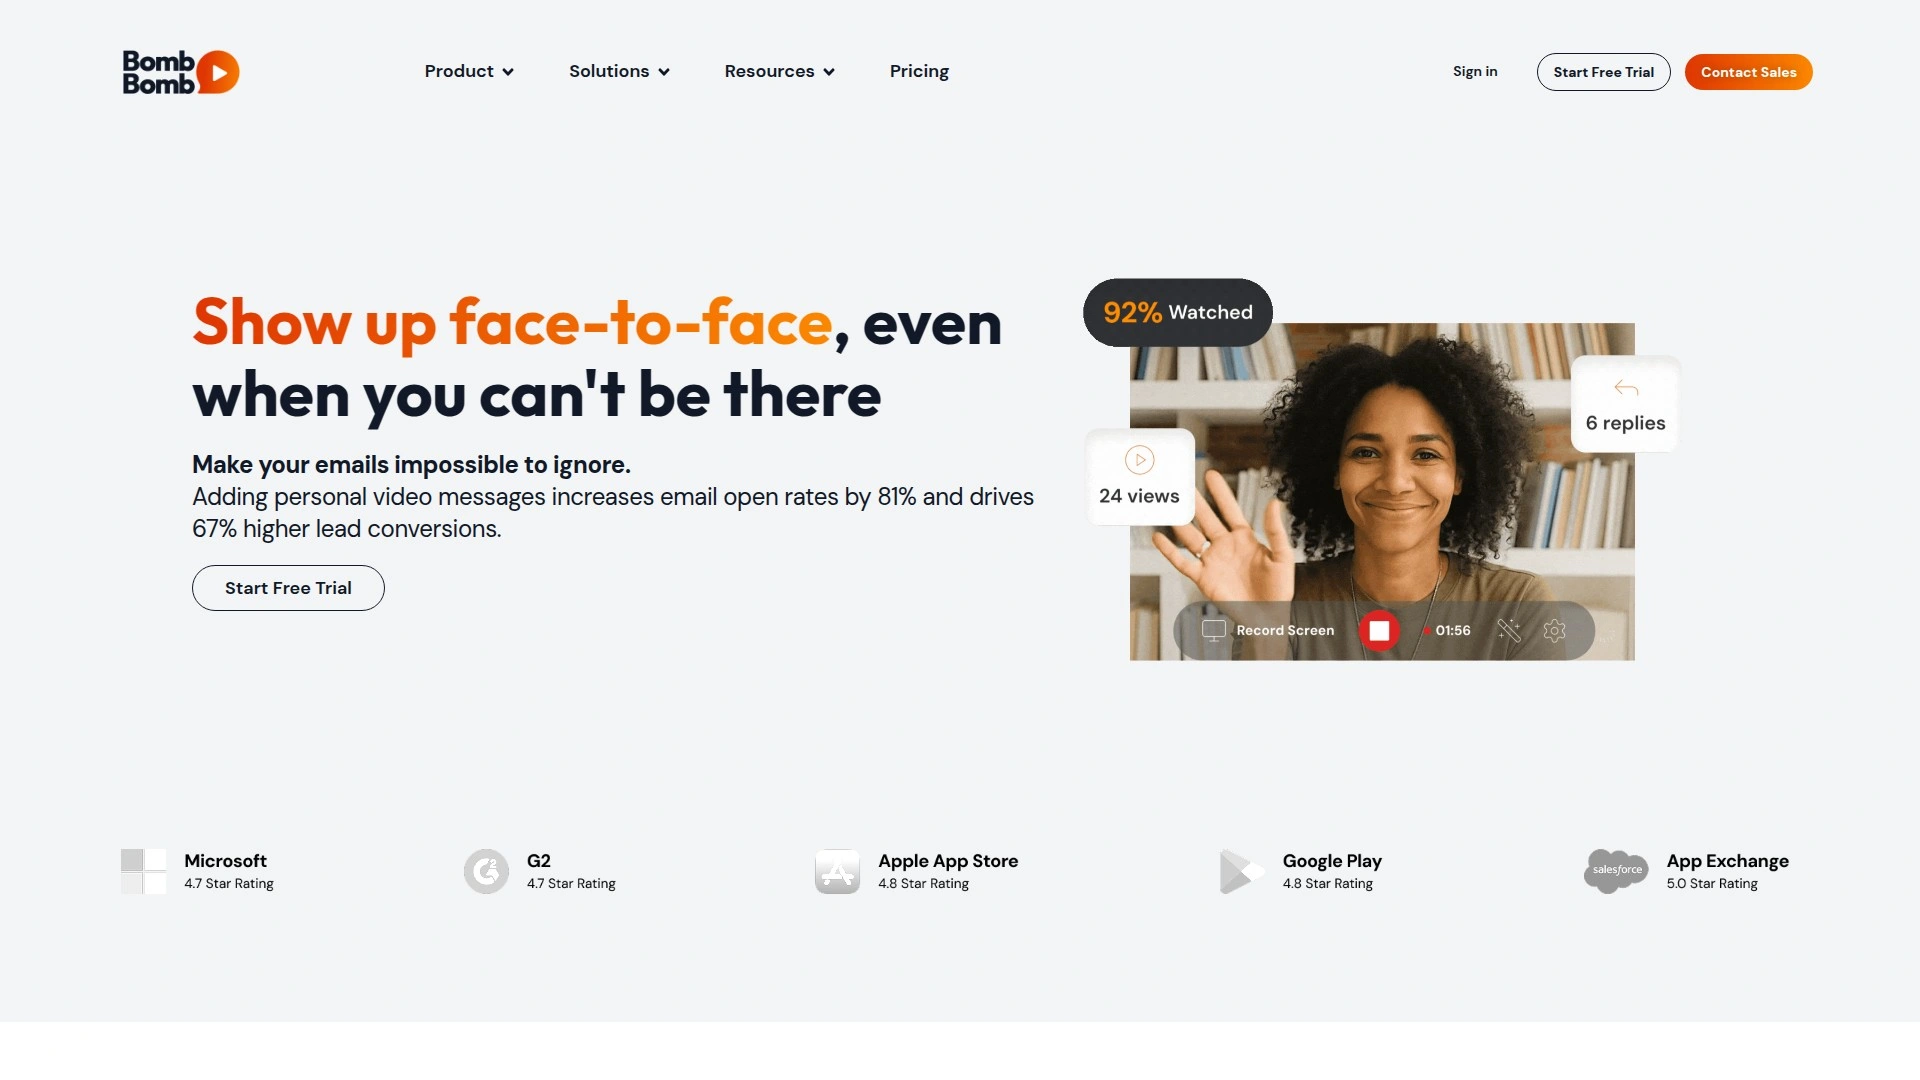 Bomb
Bomb
Product
Solutions
Resources
Pricing
Sign in
Start Free Trial
Contact Sales
Show up face-to-face, even
when you can't be there
Make your emails impossible to ignore.
Adding personal video messages increases email open rates by 81% and drives
67% higher lead conversions.
Start Free Trial
92% Watched
6 replies
24 views
Record Screen
01:56
Microsoft
4.7 Star Rating
G2
4.7 Star Rating
Apple App Store
4.8 Star Rating
Google Play
4.8 Star Rating
salesforce
App Exchange
5.0 Star Rating